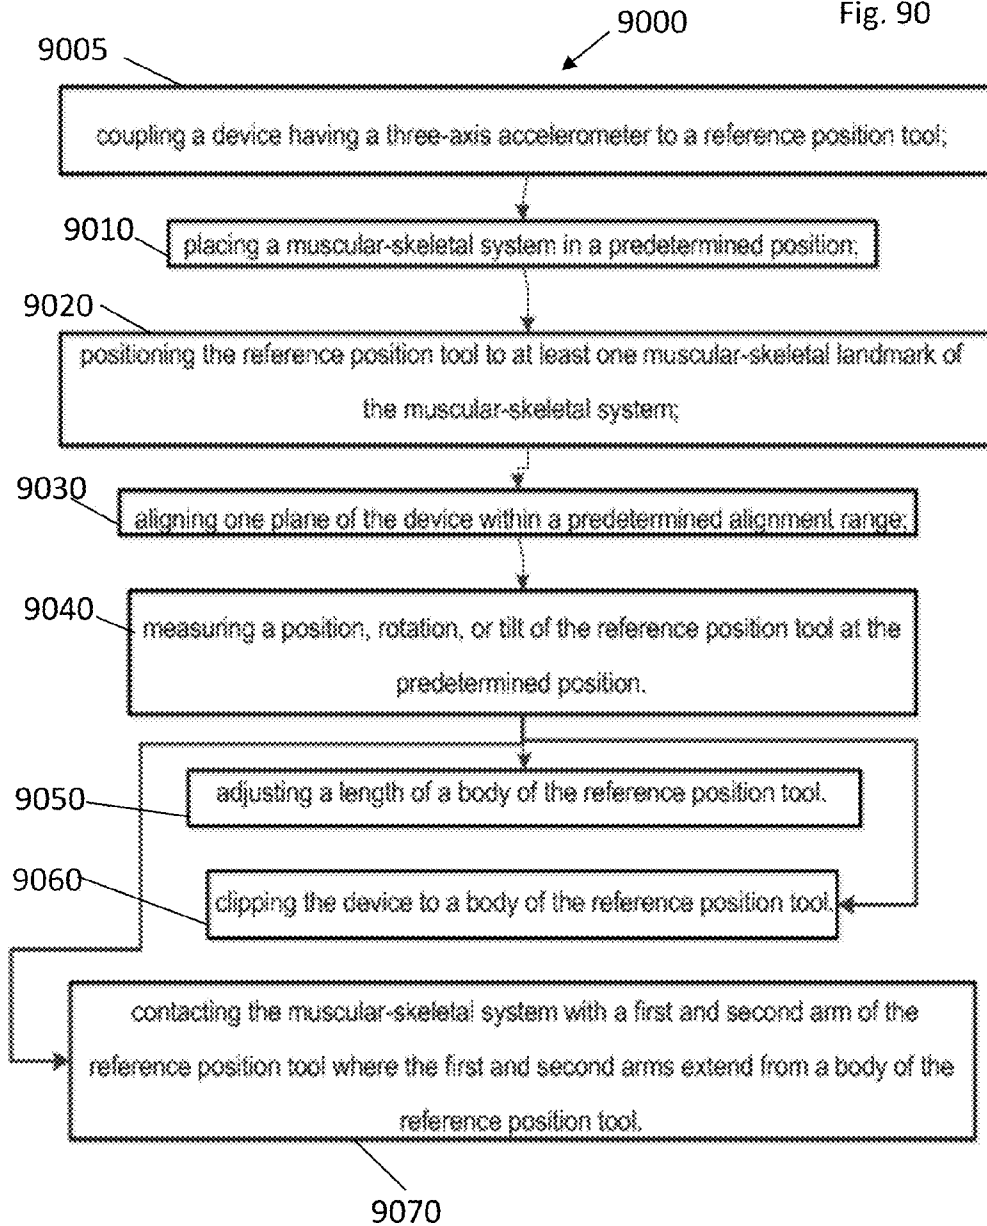 Fig. 90
9000
9005
coupling a device having a three-axis accelerometer to a reference position tool;
9010
placing a muscular-skeletal system in a predetermined position;
9020
positioning the reference position tool to at least one muscular-skeletal landmark of
the muscular-skeletal system;
9030
aligning one plane of the device within a predetermined alignment range;
9040
measuring a position, rotation, or tilt of the reference position tool at the
predetermined position.
9050
adjusting a length of a body of the reference position tool.
9060
clipping the device to a body of the reference position tool.
contacting the muscular-skeletal system with a first and second arm of the
reference position tool where the first and second arms extend from a body of the
reference position tool.
9070